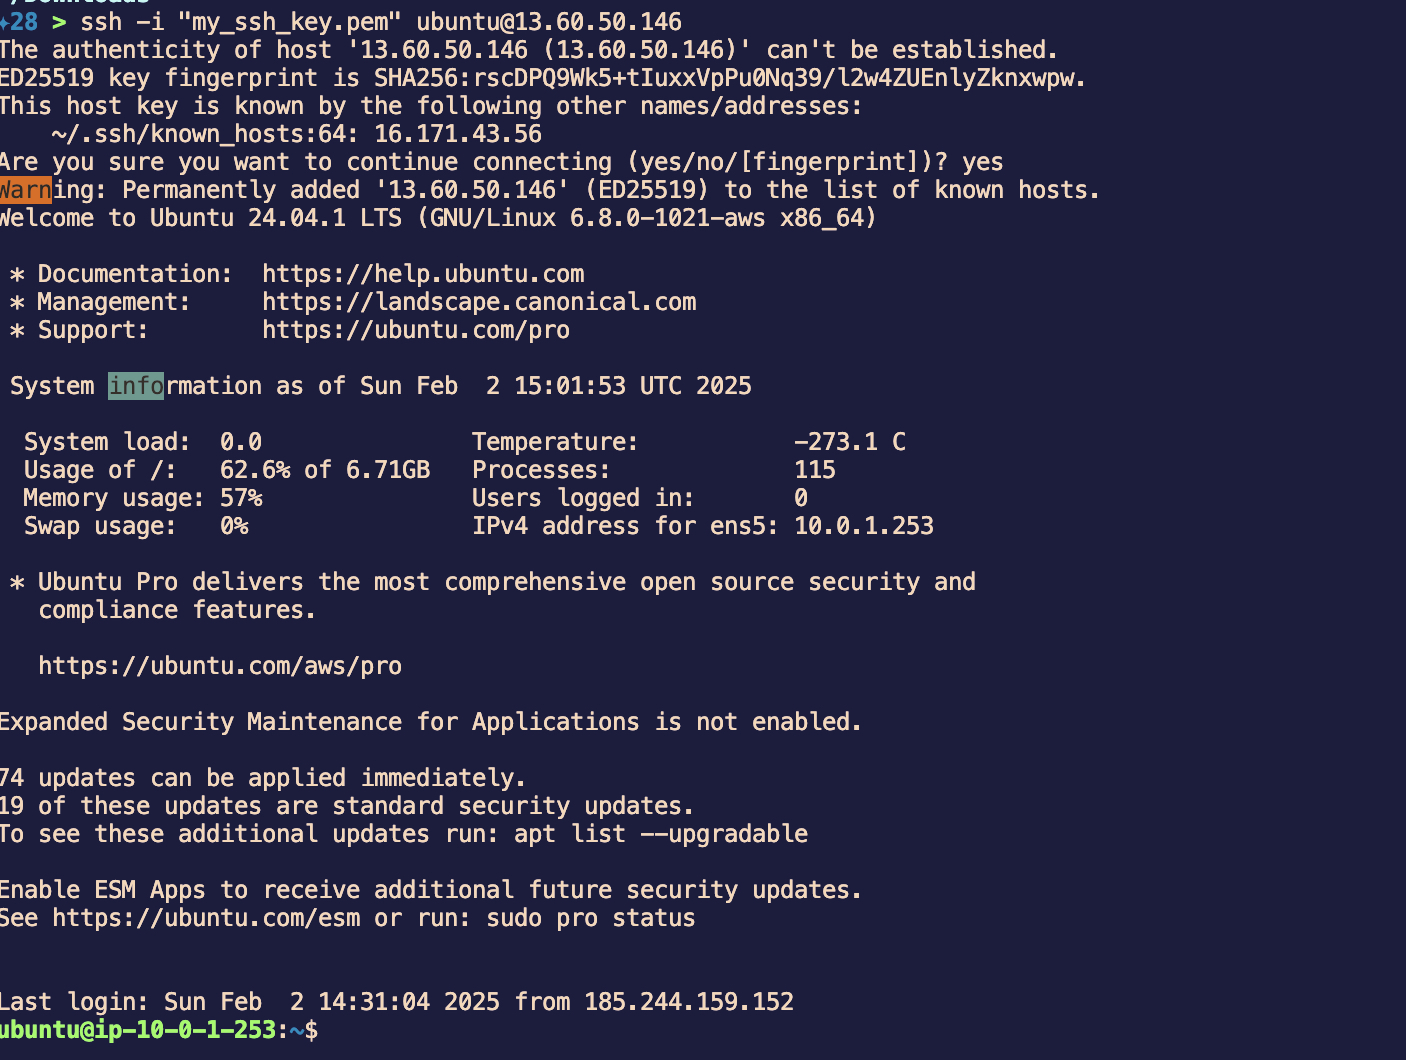 28 > ssh -i "my_ssh_key.pem" ubuntu@13.60.50.146
The authenticity of host '13.60.50.146 (13.60.50.146)' can't be established.
ED25519 key fingerprint is SHA256:rscDPQ9Wk5+tIuxxVpPu0Nq39/l2w4ZUEnlyZknxwpw.
This host key is known by the following other names/addresses:
    ~/.ssh/known_hosts:64: 16.171.43.56
Are you sure you want to continue connecting (yes/no/[fingerprint])? yes
Warning: Permanently added '13.60.50.146' (ED25519) to the list of known hosts.
Welcome to Ubuntu 24.04.1 LTS (GNU/Linux 6.8.0-1021-aws x86_64)

 * Documentation:  https://help.ubuntu.com
 * Management:     https://landscape.canonical.com
 * Support:        https://ubuntu.com/pro

 System information as of Sun Feb  2 15:01:53 UTC 2025

  System load:  0.0               Temperature:           -273.1 C
  Usage of /:   62.6% of 6.71GB   Processes:             115
  Memory usage: 57%               Users logged in:       0
  Swap usage:   0%                IPv4 address for ens5: 10.0.1.253

 * Ubuntu Pro delivers the most comprehensive open source security and
   compliance features.

   https://ubuntu.com/aws/pro

Expanded Security Maintenance for Applications is not enabled.

74 updates can be applied immediately.
19 of these updates are standard security updates.
To see these additional updates run: apt list --upgradable

Enable ESM Apps to receive additional future security updates.
See https://ubuntu.com/esm or run: sudo pro status


Last login: Sun Feb  2 14:31:04 2025 from 185.244.159.152
ubuntu@ip-10-0-1-253:~$